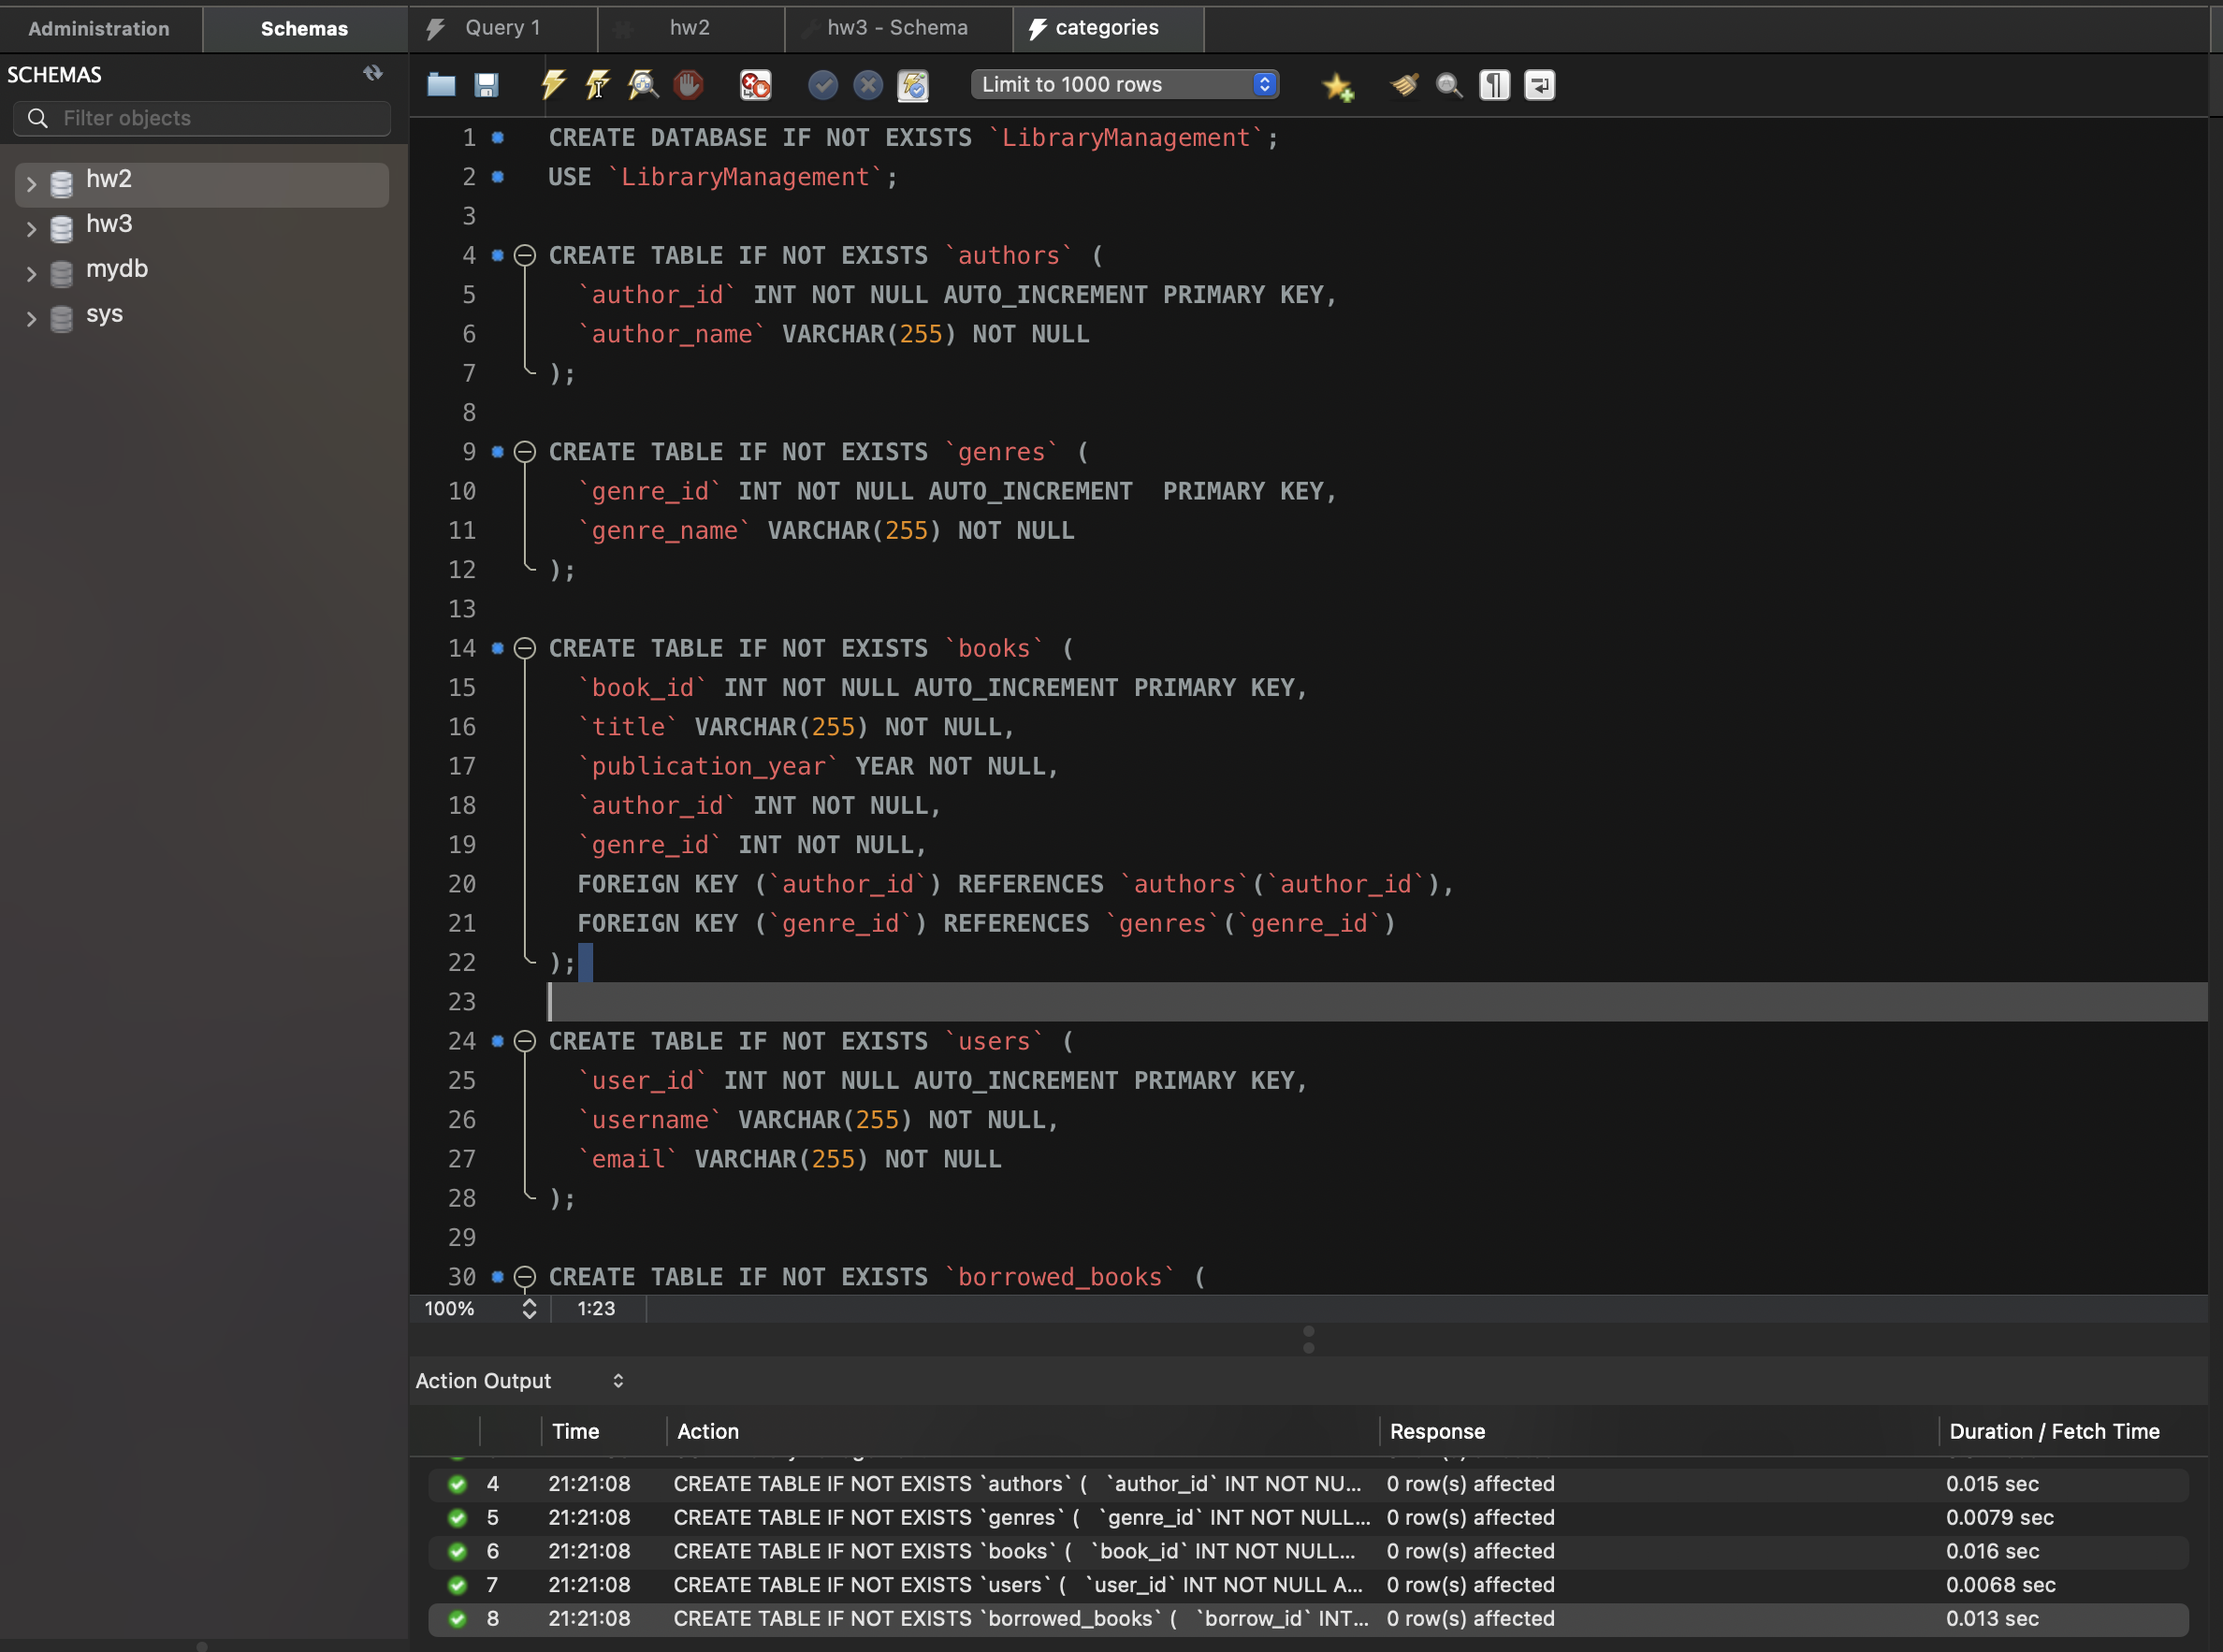 Administration Schemas Query 1 hw2 hw3 - Schema categories
SCHEMAS
Filter objects
hw2
hw3
mydb
sys
Limit to 1000 rows
1 CREATE DATABASE IF NOT EXISTS `LibraryManagement`;
2 USE `LibraryManagement`;
3
4 CREATE TABLE IF NOT EXISTS `authors` (
5 `author_id` INT NOT NULL AUTO_INCREMENT PRIMARY KEY,
6 `author_name` VARCHAR(255) NOT NULL
7 );
8
9 CREATE TABLE IF NOT EXISTS `genres` (
10 `genre_id` INT NOT NULL AUTO_INCREMENT  PRIMARY KEY,
11 `genre_name` VARCHAR(255) NOT NULL
12 );
13
14 CREATE TABLE IF NOT EXISTS `books` (
15 `book_id` INT NOT NULL AUTO_INCREMENT PRIMARY KEY,
16 `title` VARCHAR(255) NOT NULL,
17 `publication_year` YEAR NOT NULL,
18 `author_id` INT NOT NULL,
19 `genre_id` INT NOT NULL,
20 FOREIGN KEY (`author_id`) REFERENCES `authors`(`author_id`),
21 FOREIGN KEY (`genre_id`) REFERENCES `genres`(`genre_id`)
22 );
23
24 CREATE TABLE IF NOT EXISTS `users` (
25 `user_id` INT NOT NULL AUTO_INCREMENT PRIMARY KEY,
26 `username` VARCHAR(255) NOT NULL,
27 `email` VARCHAR(255) NOT NULL
28 );
29
30 CREATE TABLE IF NOT EXISTS `borrowed_books` (
100% 1:23
Action Output
Time Action Response Duration / Fetch Time
4 21:21:08 CREATE TABLE IF NOT EXISTS `authors` (   `author_id` INT NOT NU... 0 row(s) affected 0.015 sec
5 21:21:08 CREATE TABLE IF NOT EXISTS `genres` (   `genre_id` INT NOT NULL... 0 row(s) affected 0.0079 sec
6 21:21:08 CREATE TABLE IF NOT EXISTS `books` (   `book_id` INT NOT NULL... 0 row(s) affected 0.016 sec
7 21:21:08 CREATE TABLE IF NOT EXISTS `users` (   `user_id` INT NOT NULL A... 0 row(s) affected 0.0068 sec
8 21:21:08 CREATE TABLE IF NOT EXISTS `borrowed_books` (   `borrow_id` INT... 0 row(s) affected 0.013 sec